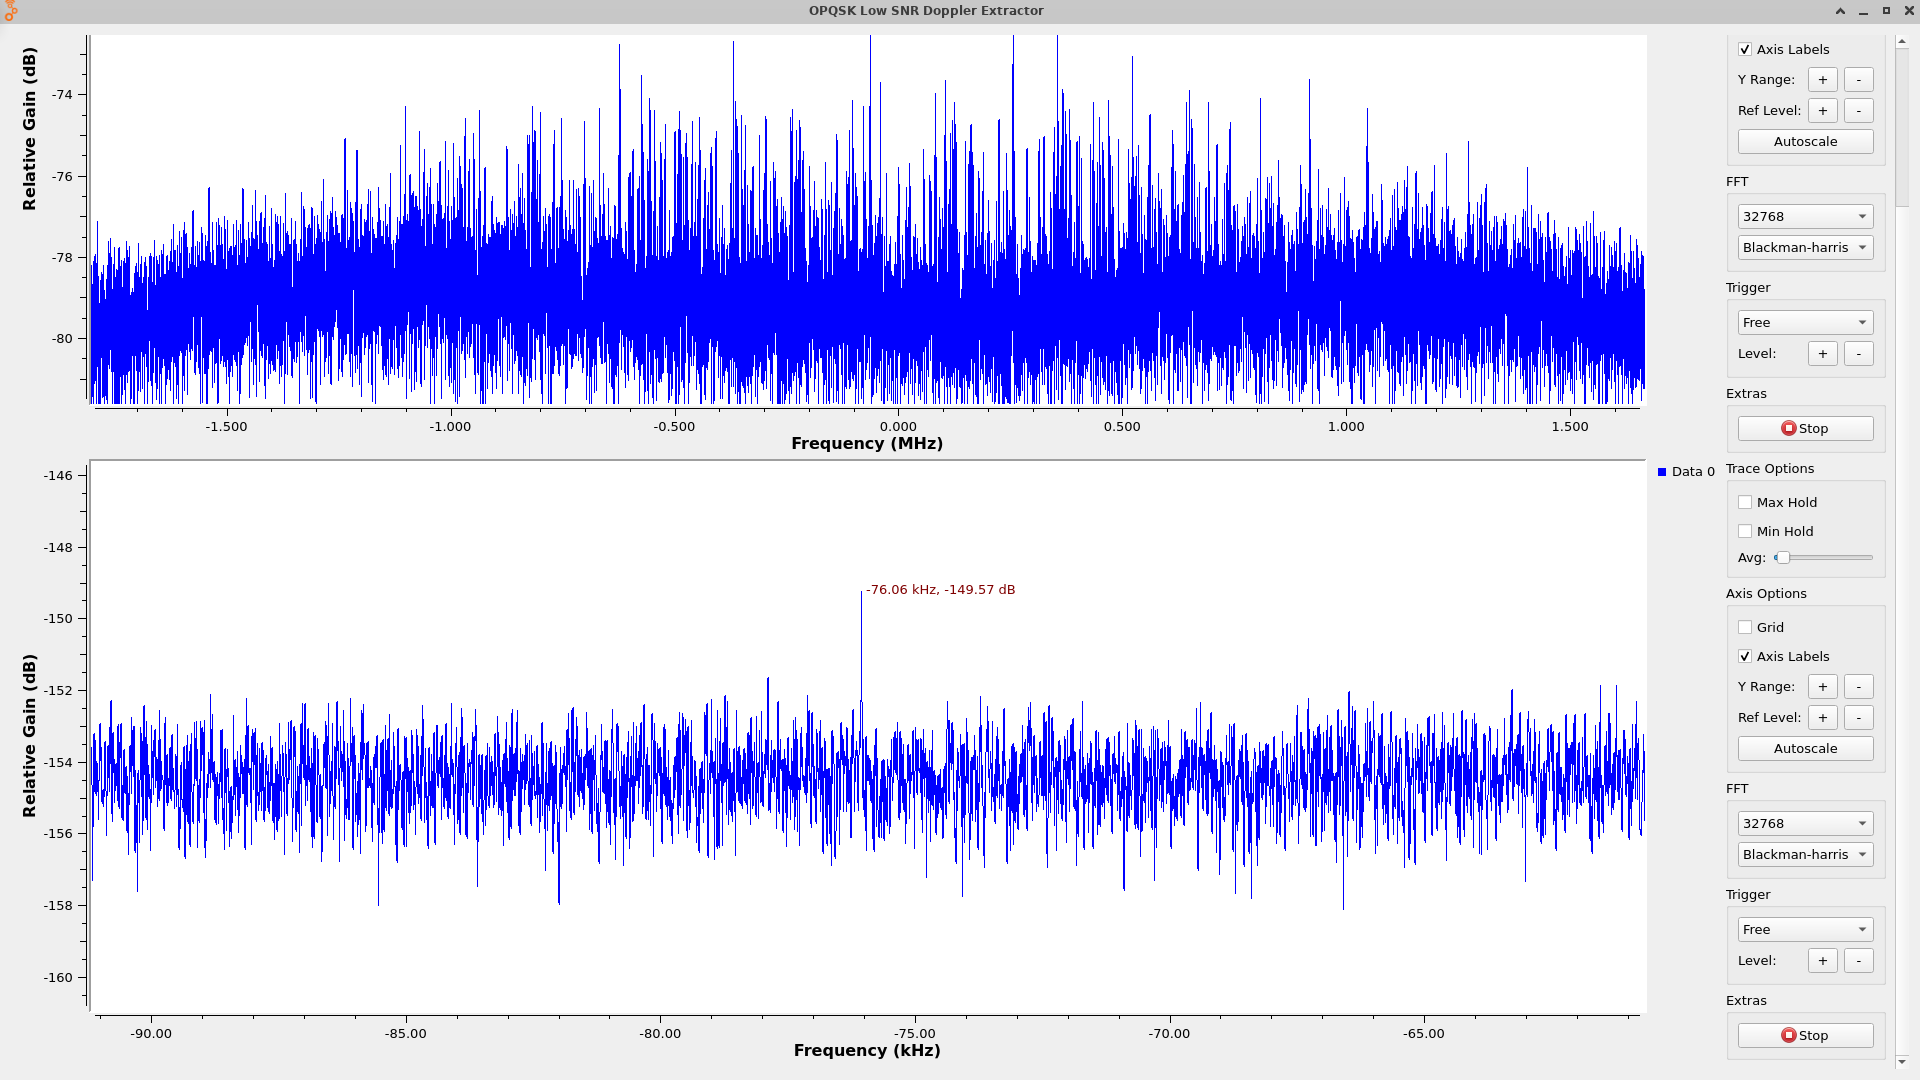 OPQSK Low SNR Doppler Extractor
Relative Gain (dB)
-74
-76
-78
-80
-1.500 -1.000 -0.500 0.000 0.500 1.000 1.500
Frequency (MHz)
Axis Labels
Y Range: + -
Ref Level: + -
Autoscale
FFT
32768
Blackman-harris
Trigger
Free
Level: + -
Extras
Stop
Relative Gain (dB)
-146
-148
-150
-152
-154
-156
-158
-160
-76.06 kHz, -149.57 dB
-90.00 -85.00 -80.00 -75.00 -70.00 -65.00
Frequency (kHz)
Data 0
Trace Options
Max Hold
Min Hold
Avg:
Axis Options
Grid
Axis Labels
Y Range: + -
Ref Level: + -
Autoscale
FFT
32768
Blackman-harris
Trigger
Free
Level: + -
Extras
Stop